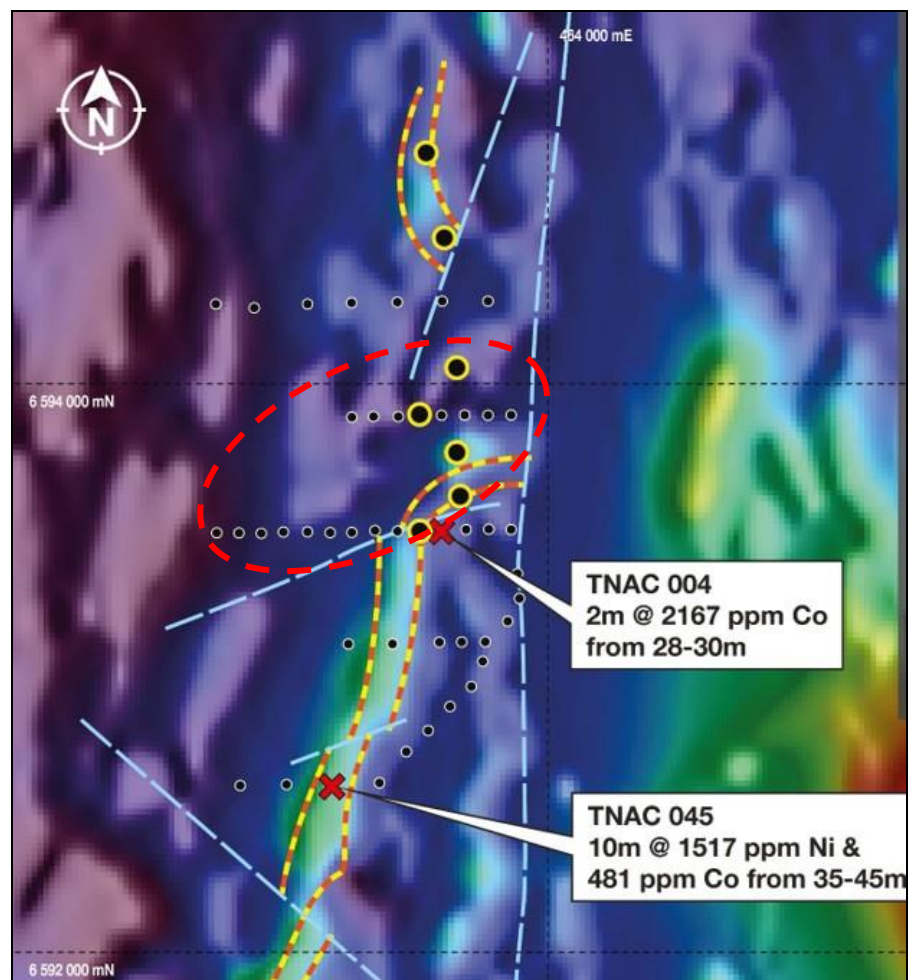 464 000 mE
N
6 594 000 mN
TNAC 004
2m @ 2167 ppm Co
from 28-30m
TNAC 045
10m @ 1517 ppm Ni &
481 ppm Co from 35-45m
6 592 000 mN